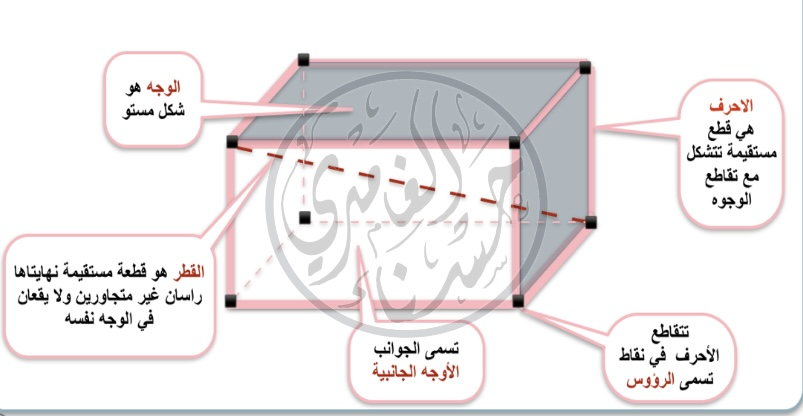 الوجه هو
شكل مستو
الاحرف
هي قطع
مستقيمة تتشكل
مع تقاطع
الوجوه
القطر هو قطعة مستقيمة نهايتاها
راسان غير متجاورين ولا يقعان
في الوجه نفسه
تسمى الجوانب
الأوجه الجانبية
تتقاطع
الأحرف في نقاط
تسمى الرؤوس